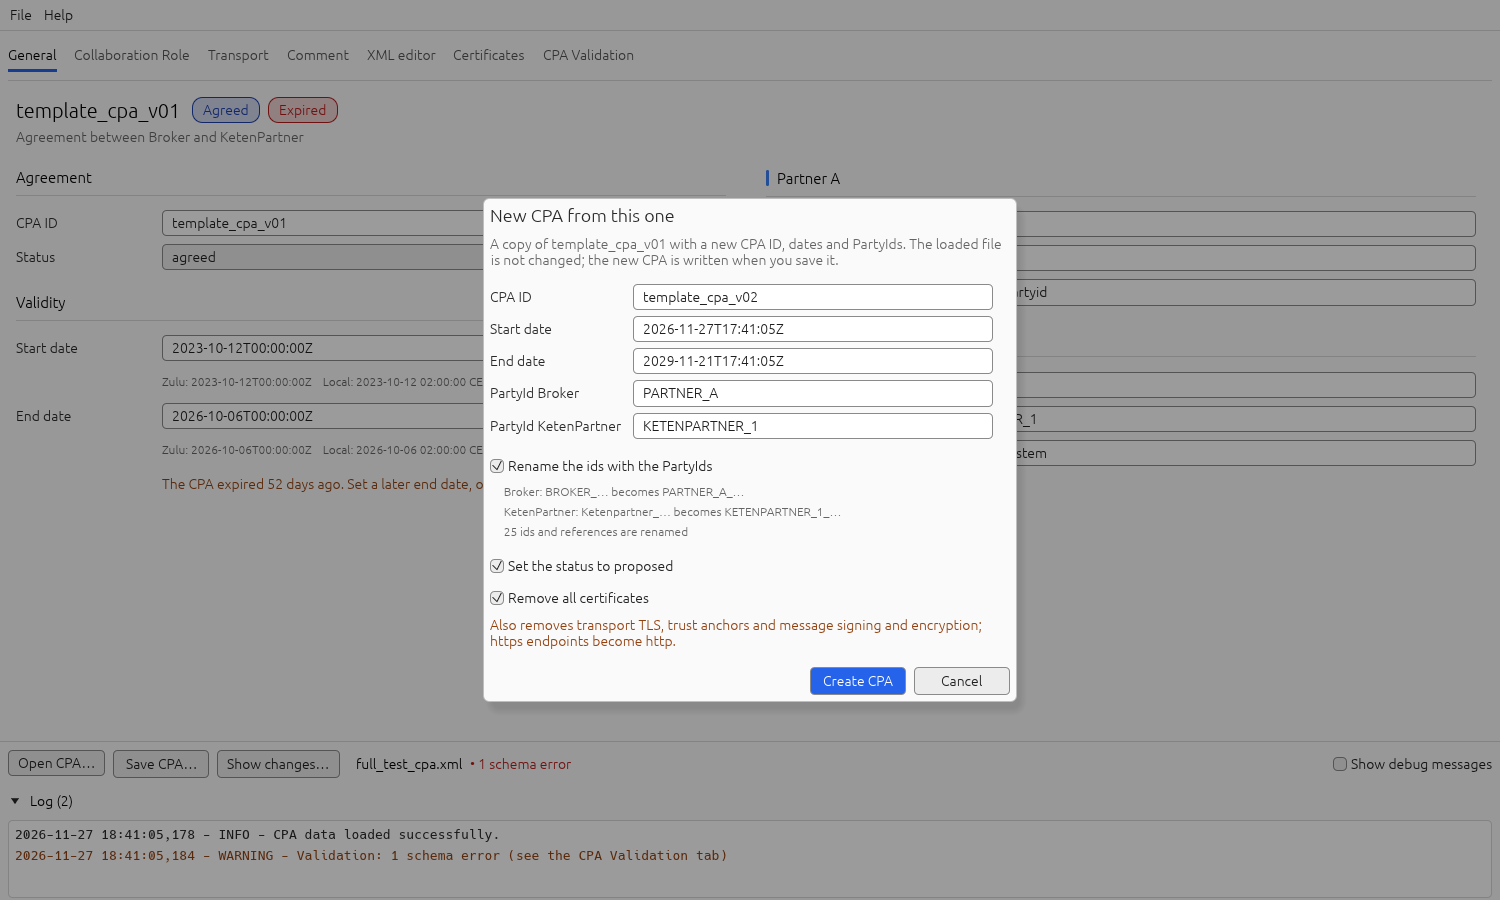 File Help
General Collaboration Role Transport Comment XML editor Certificates CPA Validation
template_cpa_v01 Agreed Expired
Agreement between Broker and KetenPartner
Agreement
CPA ID template_cpa_v01
Status agreed
Validity
Start date 2023-10-12T00:00:00Z
Zulu: 2023-10-12T00:00:00Z Local: 2023-10-12 02:00:00 CE
End date 2026-10-06T00:00:00Z
Zulu: 2026-10-06T00:00:00Z Local: 2026-10-06 02:00:00 CE
The CPA expired 52 days ago. Set a later end date, o
Partner A
rtyid
R_1
stem
New CPA from this one
A copy of template_cpa_v01 with a new CPA ID, dates and PartyIds. The loaded file
is not changed; the new CPA is written when you save it.
CPA ID template_cpa_v02
Start date 2026-11-27T17:41:05Z
End date 2029-11-21T17:41:05Z
PartyId Broker PARTNER_A
PartyId KetenPartner KETENPARTNER_1
Rename the ids with the PartyIds
Broker: BROKER_… becomes PARTNER_A_…
KetenPartner: Ketenpartner_… becomes KETENPARTNER_1_…
25 ids and references are renamed
Set the status to proposed
Remove all certificates
Also removes transport TLS, trust anchors and message signing and encryption;
https endpoints become http.
Create CPA Cancel
Open CPA… Save CPA… Show changes… full_test_cpa.xml • 1 schema error Show debug messages
▼ Log (2)
2026-11-27 18:41:05,178 - INFO - CPA data loaded successfully.
2026-11-27 18:41:05,184 - WARNING - Validation: 1 schema error (see the CPA Validation tab)